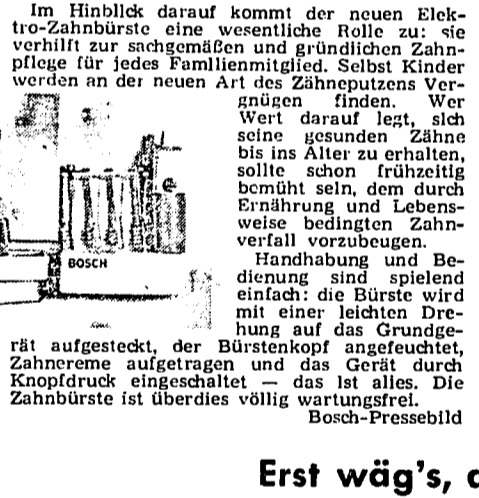 Im Hinblick darauf kommt der neuen Elek-
tro-Zahnbürste eine wesentliche Rolle zu: sie
verhilft zur sachgemäßen und gründlichen Zahn-
pflege für jedes Familienmitglied. Selbst Kinder
werden an der neuen Art des Zähneputzens Ver-
gnügen finden. Wer
Wert darauf legt, sich
seine gesunden Zähne
bis ins Alter zu erhalten,
sollte schon frühzeitig
bemüht sein, dem durch
Ernährung und Lebens-
weise bedingten Zahn-
verfall vorzubeugen.
BOSCH
Handhabung und Be-
dienung sind spielend
einfach: die Bürste wird
mit einer leichten Dre-
hung auf das Grundge-
rät aufgesteckt, der Bürstenkopf angefeuchtet,
Zahncreme aufgetragen und das Gerät durch
Knopfdruck eingeschaltet — das ist alles. Die
Zahnbürste ist überdies völlig wartungsfrei.
Bosch-Pressebild
Erst wäg's,